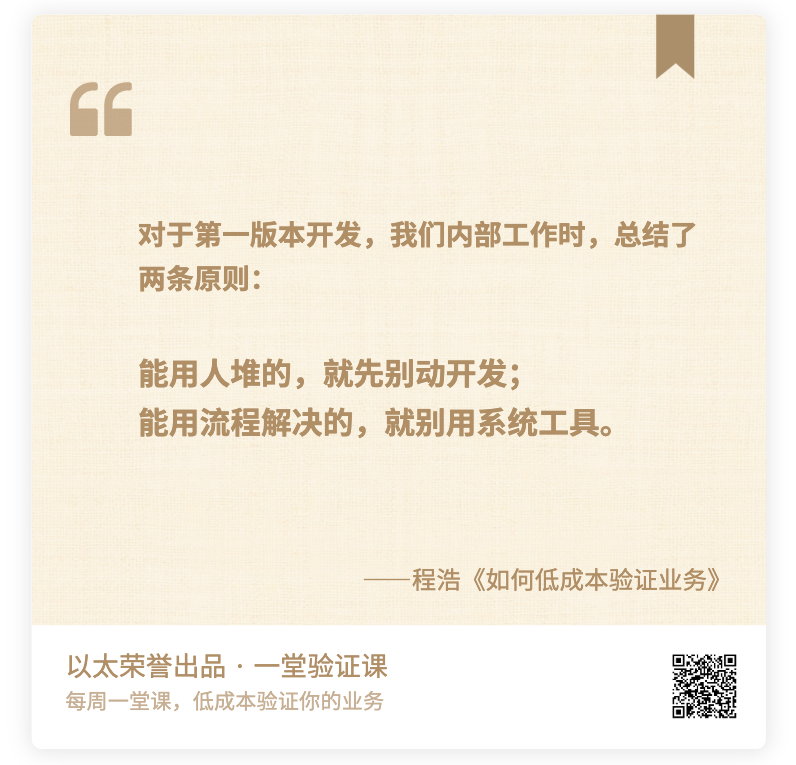 对于第一版本开发，我们内部工作时，总结了
两条原则：
能用人堆的，就先别动开发；
能用流程解决的，就别用系统工具。
——程浩《如何低成本验证业务》
以太荣誉出品 · 一堂验证课
每周一堂课，低成本验证你的业务